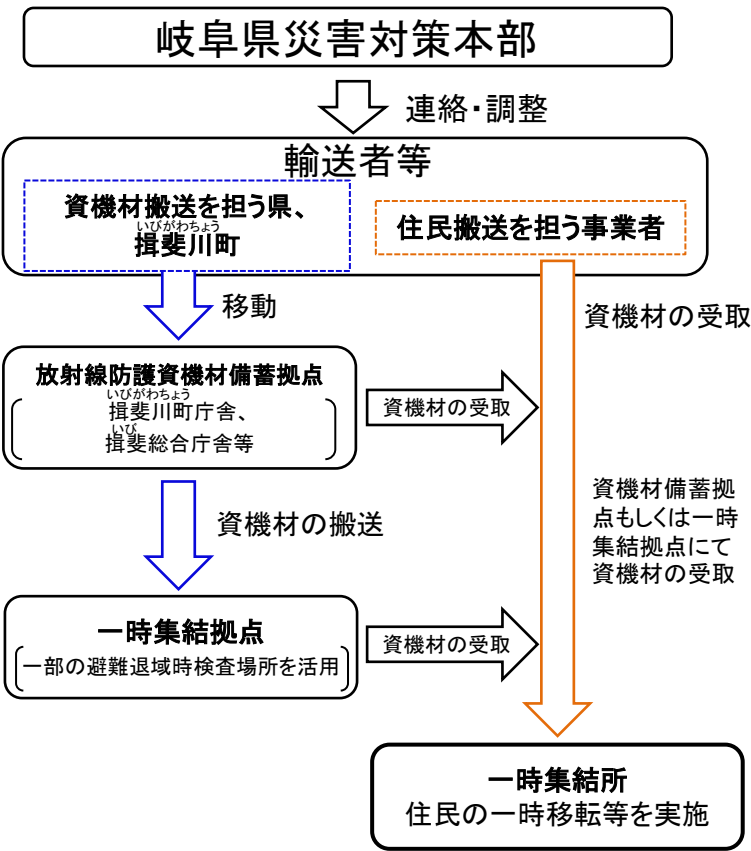 岐阜県災害対策本部
連絡・調整
輸送者等
資機材搬送を担う県、
いびがわちょう
揖斐川町
住民搬送を担う事業者
移動
資機材の受取
放射線防護資機材備蓄拠点
いびがわちょう
揖斐川町庁舎、
いび
揖斐総合庁舎等
資機材の受取
資機材備蓄拠
点もしくは一時
集結拠点にて
資機材の受取
資機材の搬送
一時集結拠点
一部の避難退域時検査場所を活用
資機材の受取
一時集結所
住民の一時移転等を実施